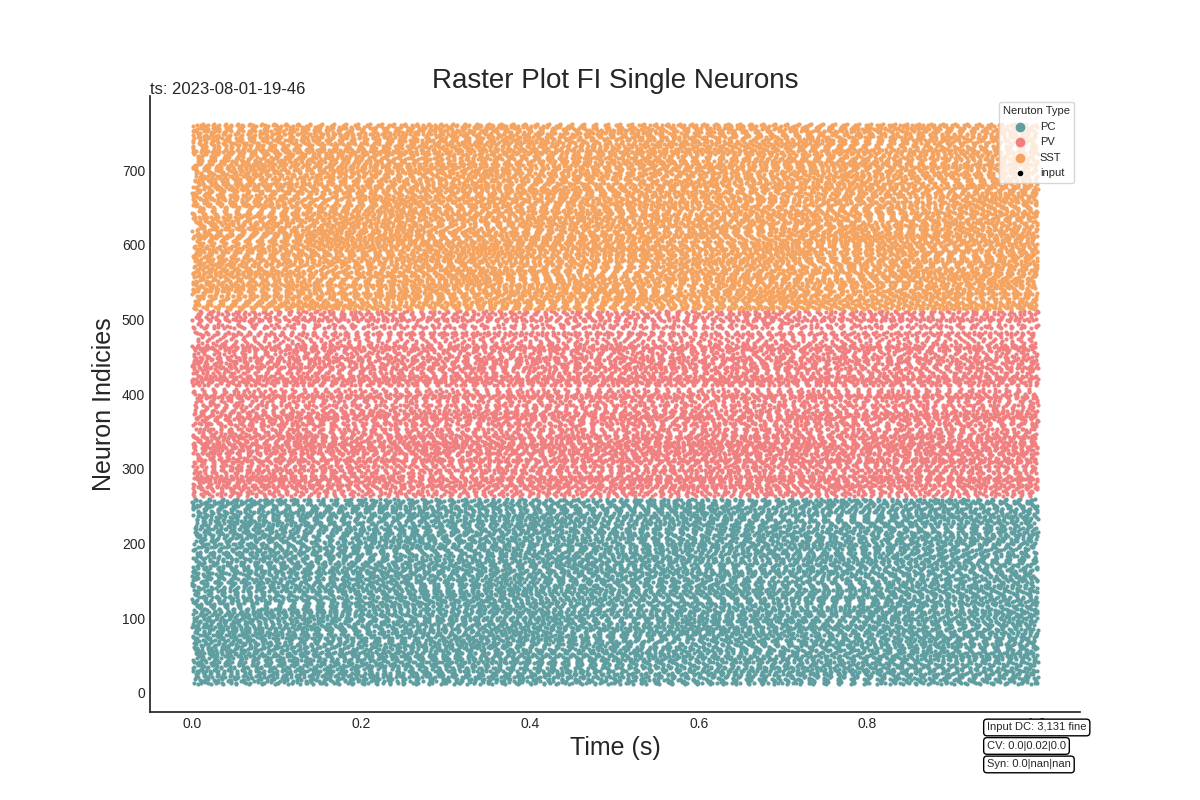 Raster Plot FI Single Neurons
ts: 2023-08-01-19-46
Neruton Type
PC
PV
SST
input
Neuron Indicies
700
600
500
400
300
200
100
0
0.0 0.2 0.4 0.6 0.8
Time (s)
Input DC: 3,131 fine
CV: 0.0|0.02|0.0
Syn: 0.0|nan|nan